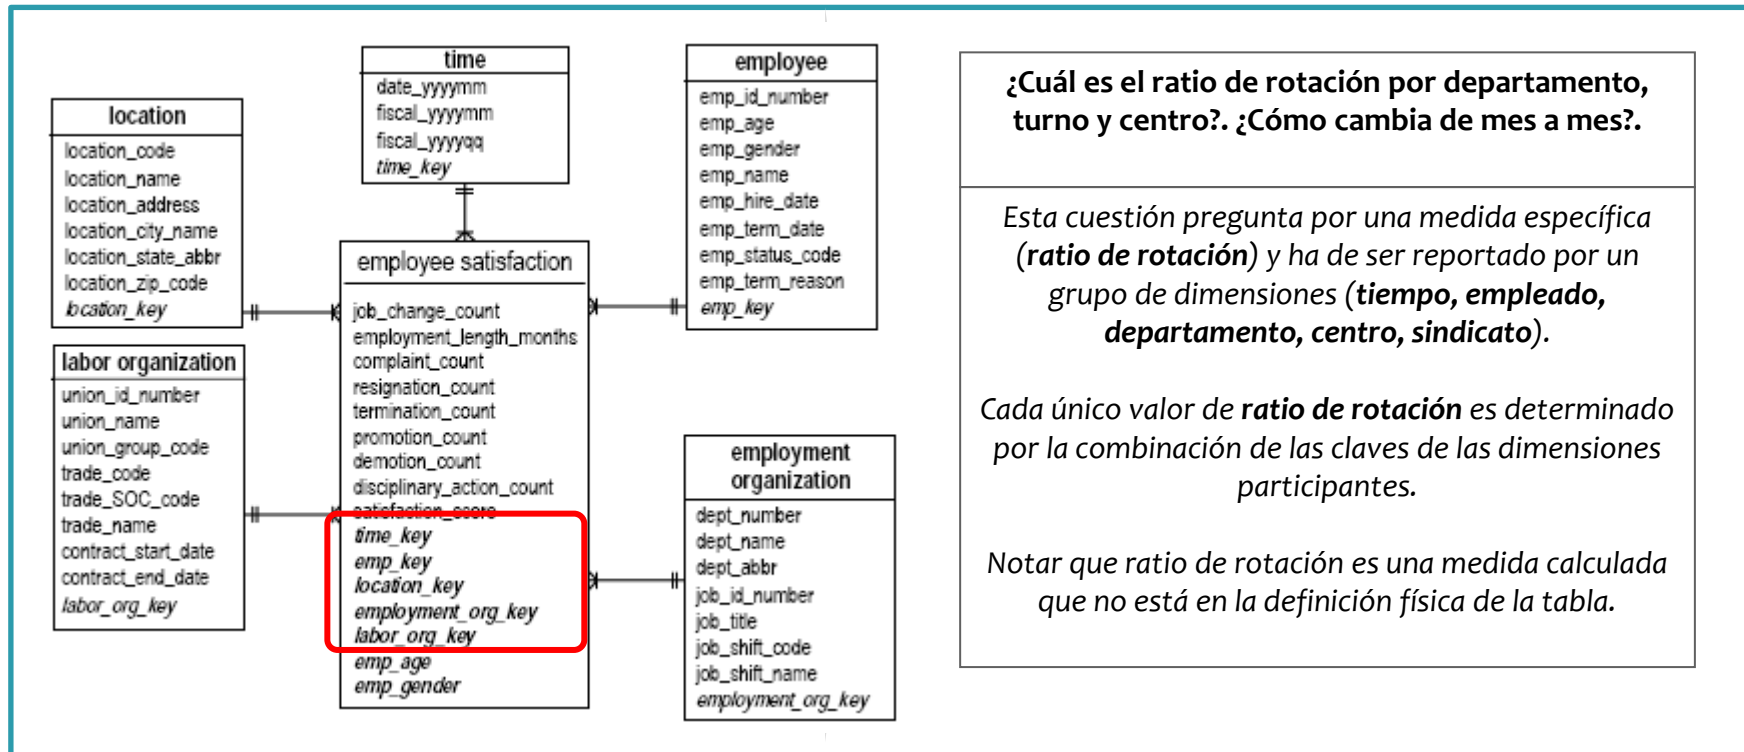 time
date_yyyymm
fiscal_yyyymm
fiscal_yyyyqq
time_key
employee
emp_id_number
emp_age
emp_gender
emp_name
emp_hire_date
emp_term_date
emp_status_code
emp_term_reason
emp_key
location
location_code
location_name
location_address
location_city_name
location_state_abbr
location_zip_code
location_key
employee satisfaction
job_change_count
employment_length_months
complaint_count
resignation_count
termination_count
promotion_count
demotion_count
disciplinary_action_count
satisfaction_score
time_key
emp_key
location_key
employment_org_key
labor_org_key
emp_age
emp_gender
labor organization
union_id_number
union_name
union_group_code
trade_code
trade_SOC_code
trade_name
contract_start_date
contract_end_date
labor_org_key
employment
organization
dept_number
dept_name
dept_abbr
job_id_number
job_title
job_shift_code
job_shift_name
employment_org_key
¿Cuál es el ratio de rotación por departamento,
turno y centro?. ¿Cómo cambia de mes a mes?.
Esta cuestión pregunta por una medida específica
(ratio de rotación) y ha de ser reportado por un
grupo de dimensiones (tiempo, empleado,
departamento, centro, sindicato).
Cada único valor de ratio de rotación es determinado
por la combinación de las claves de las dimensiones
participantes.
Notar que ratio de rotación es una medida calculada
que no está en la definición física de la tabla.